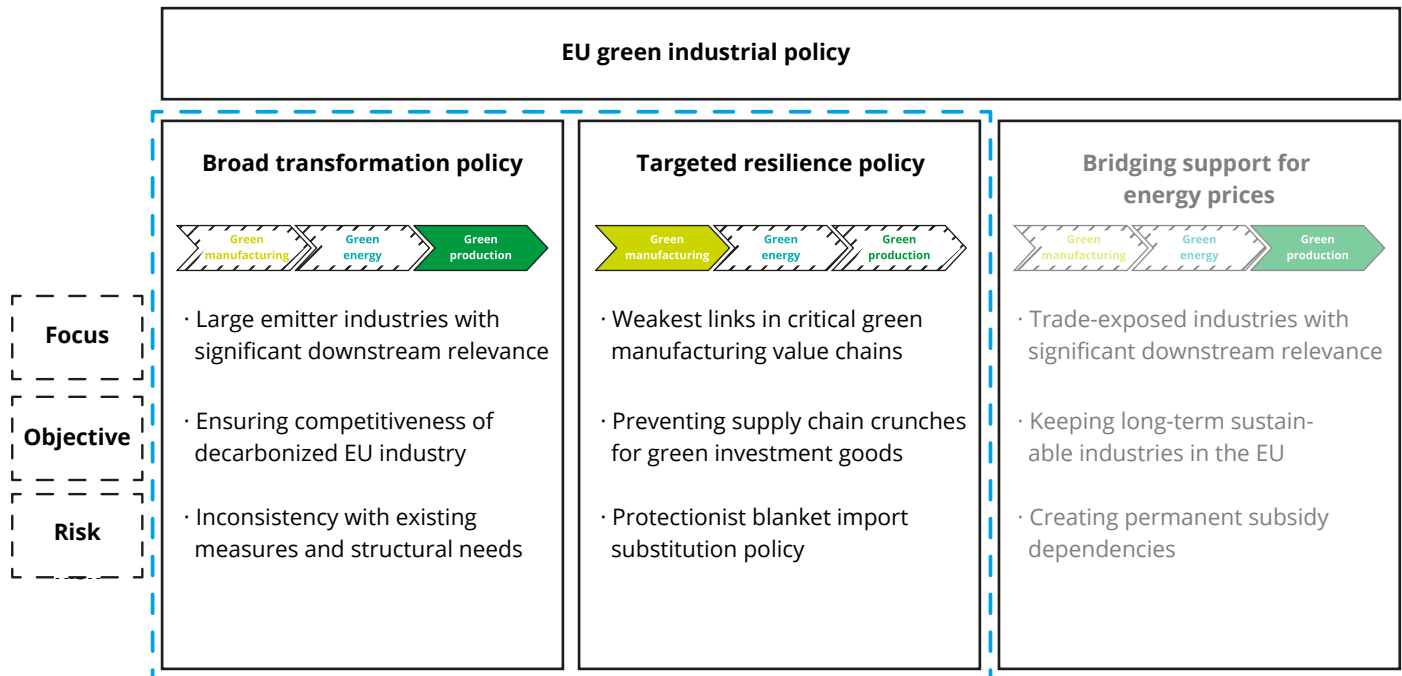 EU green industrial policy
Broad transformation policy
Green
manufacturing
Green
energy
Green
production
Targeted resilience policy
Green
manufacturing
Green
energy
Green
production
Bridging support for
energy prices
Green
manufacturing
Green
energy
Green
production
Focus
· Large emitter industries with
significant downstream relevance
· Weakest links in critical green
manufacturing value chains
· Trade-exposed industries with
significant downstream relevance
Objective
· Ensuring competitiveness of
decarbonized EU industry
· Preventing supply chain crunches
for green investment goods
· Keeping long-term sustain-
able industries in the EU
Risk
· Inconsistency with existing
measures and structural needs
· Protectionist blanket import
substitution policy
· Creating permanent subsidy
dependencies